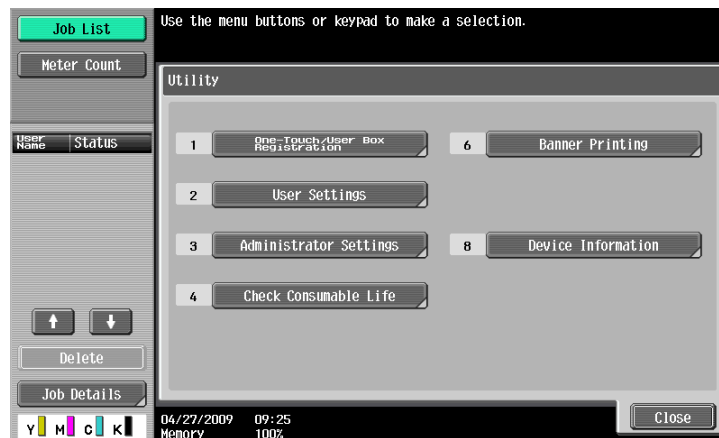 Use the menu buttons or keypad to make a selection.
Job List
Meter Count
User Name Status
Delete
Job Details
Y M C K
Utility
1 One-Touch/User Box Registration
2 User Settings
3 Administrator Settings
4 Check Consumable Life
6 Banner Printing
8 Device Information
04/27/2009 09:25
Memory 100%
Close